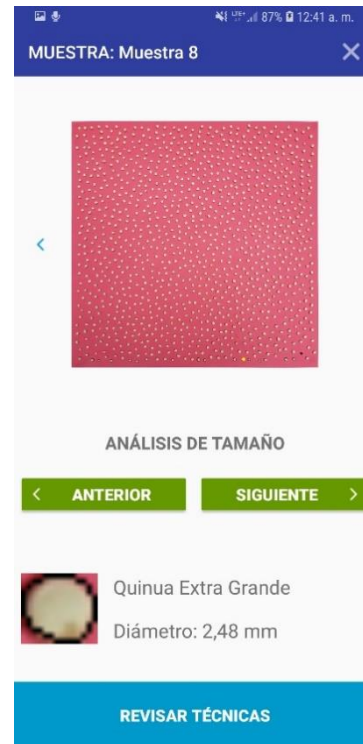 87% 12:41 a. m.
MUESTRA: Muestra 8
ANÁLISIS DE TAMAÑO
ANTERIOR
SIGUIENTE
Quinua Extra Grande
Diámetro: 2,48 mm
REVISAR TÉCNICAS